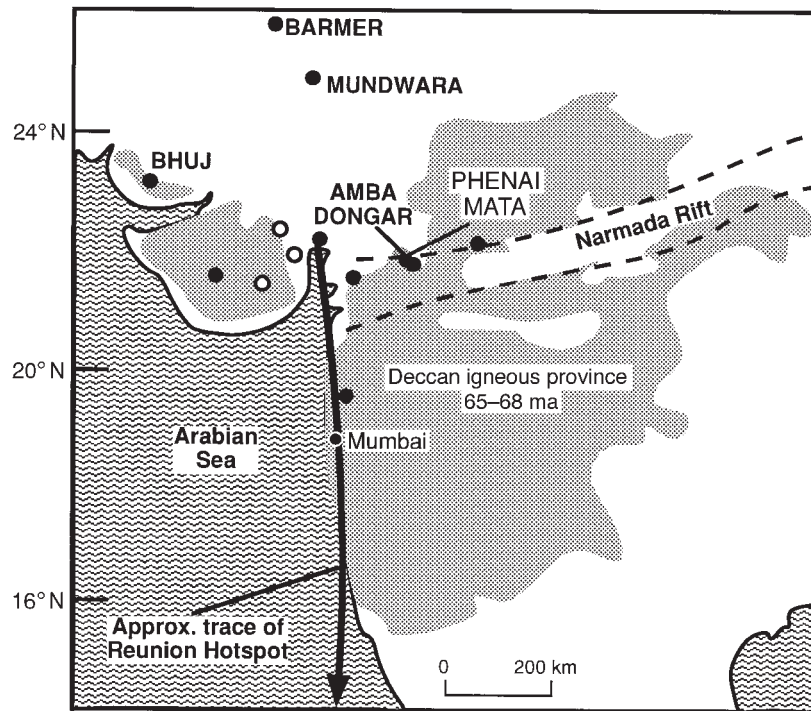 BARMER
MUNDWARA
24° N
BHUJ
AMBA
DONGAR
PHENAI
MATA
Narmada Rift
20° N
Deccan igneous province
65–68 ma
Arabian
Sea
Mumbai
16° N
Approx. trace of
Reunion Hotspot
0 200 km